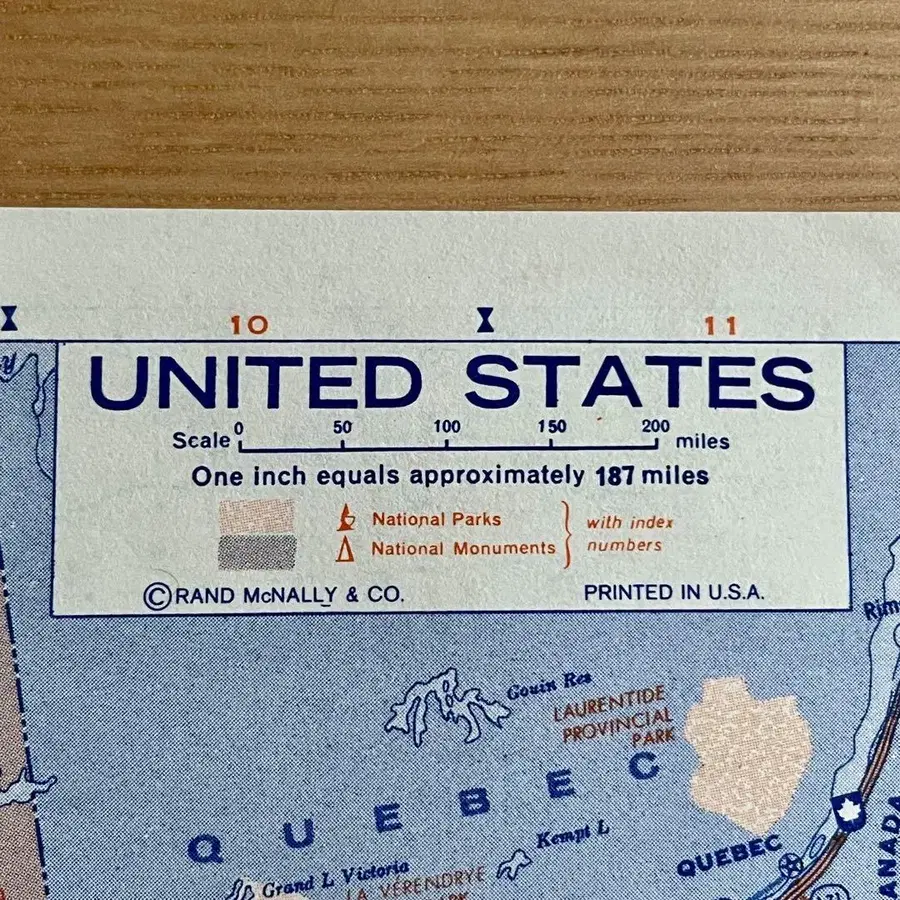 10 11
UNITED STATES
Scale 0 50 100 150 200 miles
One inch equals approximately 187 miles
National Parks
National Monuments
with index
numbers
©RAND McNALLY & CO. PRINTED IN U.S.A.
Gouin Res
LAURENTIDE
PROVINCIAL
PARK
QUEBEC
Kempt L
Grand L Victoria
LA VERENDRYE
QUEBEC